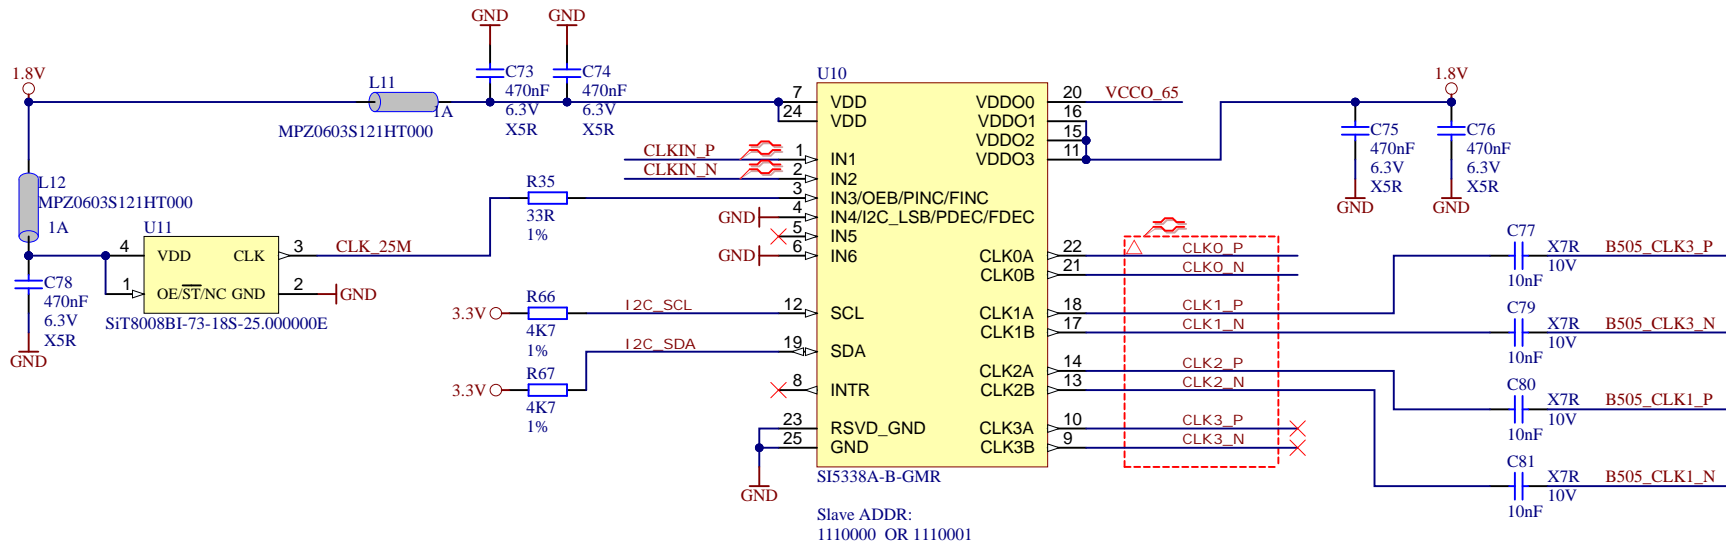 GND
GND
1.8V
L11
1A
MPZ0603S121HT000
C73
470nF
6.3V
X5R
C74
470nF
6.3V
X5R
L12
MPZ0603S121HT000
1A
U11
4
VDD
CLK
3
CLK_25M
1
OE/ST/NC
GND
2
GND
SiT8008BI-73-18S-25.000000E
C78
470nF
6.3V
X5R
GND
CLKIN_P
CLKIN_N
R35
33R
1%
GND
GND
3.3V
R66
4K7
1%
I2C_SCL
3.3V
R67
4K7
1%
I2C_SDA
GND
U10
7
VDD
24
VDD
1
IN1
2
IN2
3
IN3/OEB/PINC/FINC
4
IN4/I2C_LSB/PDEC/FDEC
5
IN5
6
IN6
12
SCL
19
SDA
8
INTR
23
RSVD_GND
25
GND
VDDO0
20
VCCO_65
VDDO1
16
VDDO2
15
VDDO3
11
CLK0A
22
CLK0_P
CLK0B
21
CLK0_N
CLK1A
18
CLK1_P
CLK1B
17
CLK1_N
CLK2A
14
CLK2_P
CLK2B
13
CLK2_N
CLK3A
10
CLK3_P
CLK3B
9
CLK3_N
SI5338A-B-GMR
Slave ADDR:
1110000 OR 1110001
1.8V
C75
470nF
6.3V
X5R
GND
C76
470nF
6.3V
X5R
GND
C77
10nF
X7R
10V
B505_CLK3_P
C79
10nF
X7R
10V
B505_CLK3_N
C80
10nF
X7R
10V
B505_CLK1_P
C81
10nF
X7R
10V
B505_CLK1_N